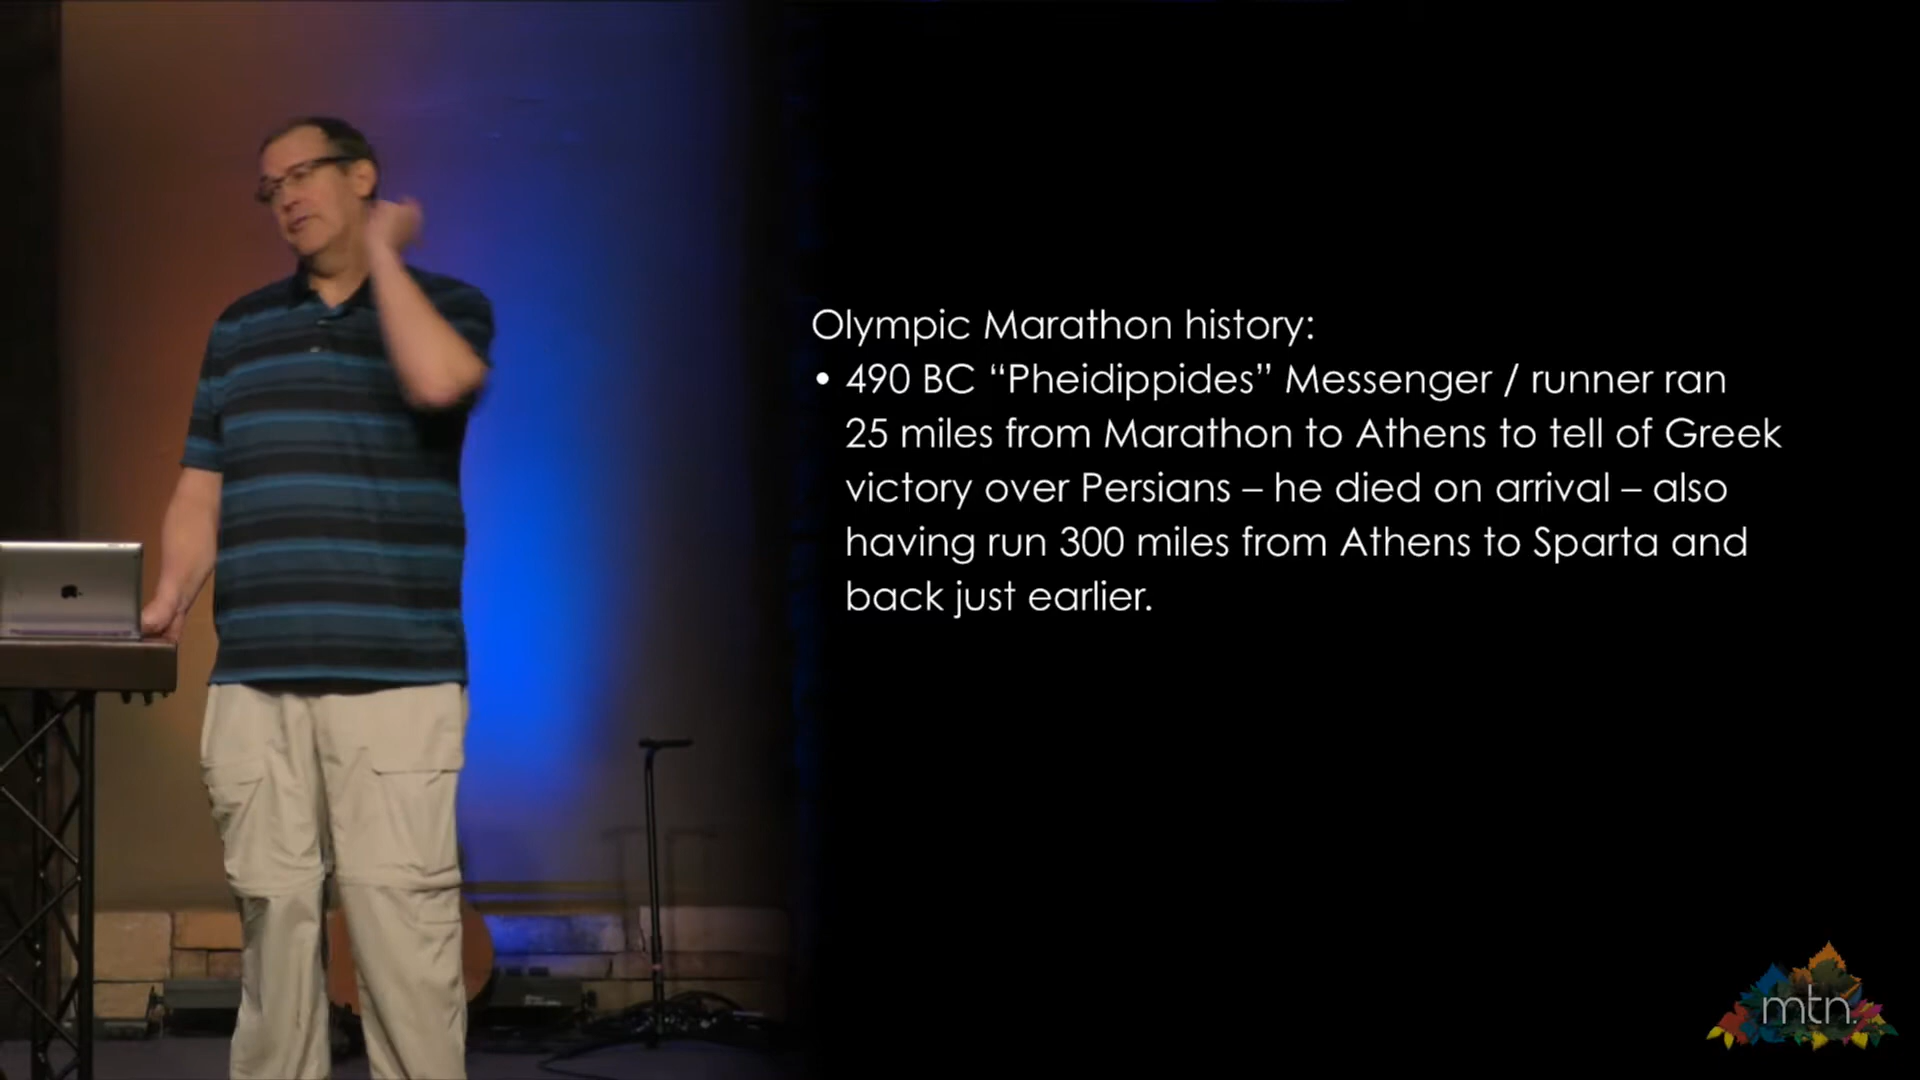 Olympic Marathon history:
• 490 BC “Pheidippides” Messenger / runner ran
25 miles from Marathon to Athens to tell of Greek
victory over Persians – he died on arrival – also
having run 300 miles from Athens to Sparta and
back just earlier.
mtn.